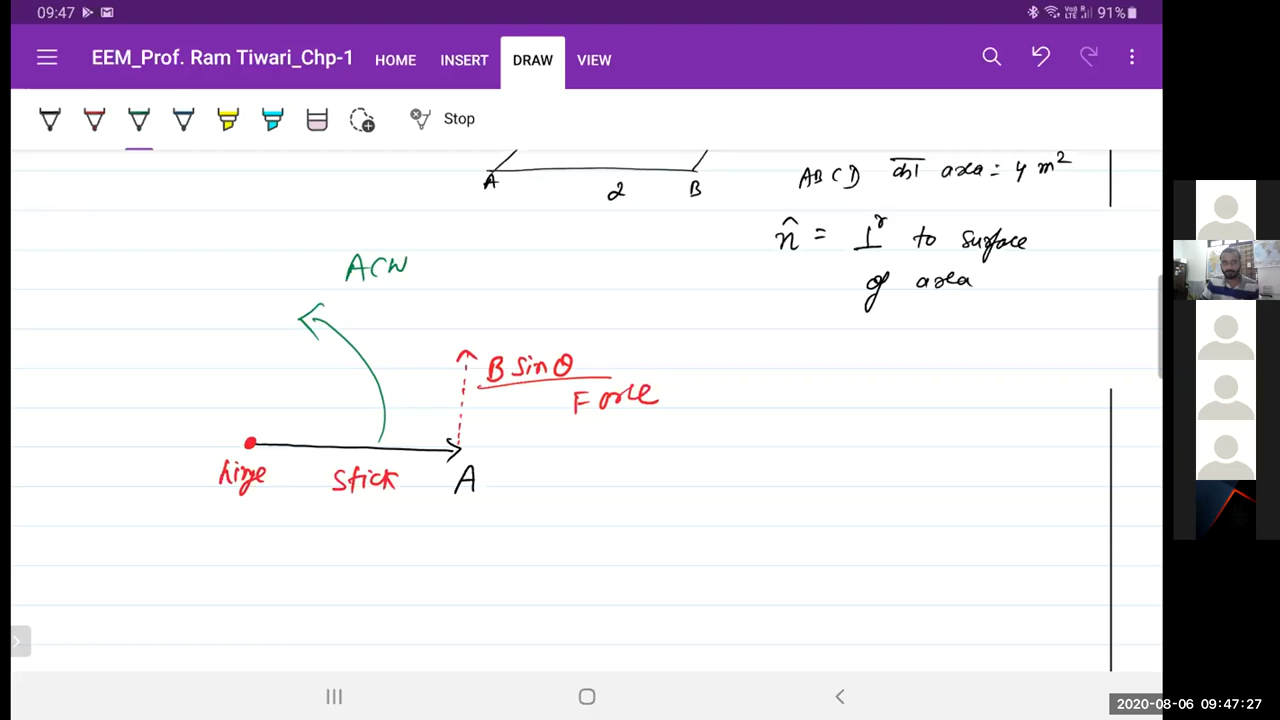 09:47
91%
EEM_Prof. Ram Tiwari_Chp-1
HOME
INSERT
DRAW
VIEW
Stop
A
2
B
ABCD area = 4 m²
n̂ = ⊥ʳ to surface
of area
ACW
B sin θ
Force
hinge
stick
A
2020-08-06 09:47:27